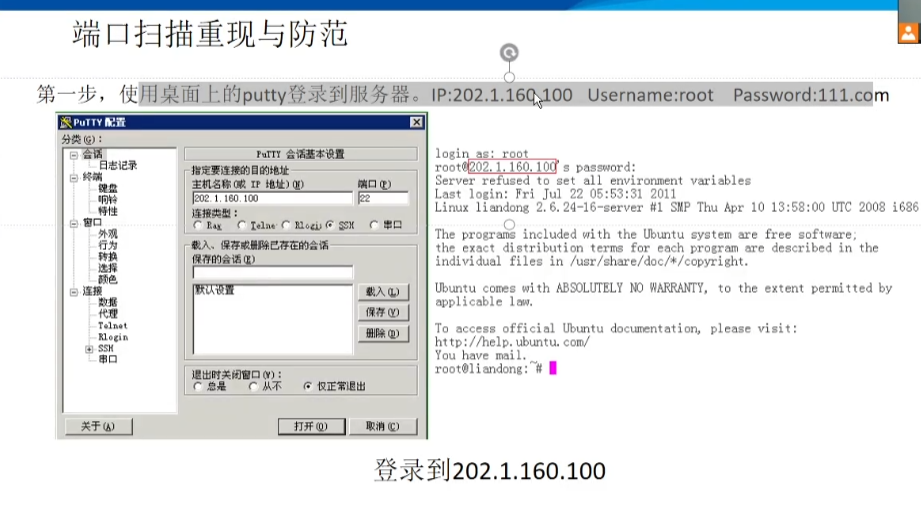 端口扫描重现与防范
第一步，使用桌面上的putty登录到服务器。IP:202.1.160.100 Username:root Password:111.com
PuTTY 配置
分类(G):
会话
日志记录
终端
键盘
响铃
特性
窗口
外观
行为
转换
选择
颜色
连接
数据
代理
Telnet
Rlogin
SSH
串口
PuTTY 会话基本设置
指定要连接的目的地址
主机名称(或 IP 地址)(N) 端口(P)
202.1.160.100 22
连接类型:
Raw Telne Rlogi SSH 串口
载入、保存或删除已存在的会话
保存的会话(E)
默认设置
载入(L)
保存(V)
删除(D)
退出时关闭窗口(W):
总是 从不 仅正常退出
关于(A) 打开(O) 取消(C)
login as: root
root@202.1.160.100's password:
Server refused to set all environment variables
Last login: Fri Jul 22 05:53:31 2011
Linux liandong 2.6.24-16-server #1 SMP Thu Apr 10 13:58:00 UTC 2008 i686
The programs included with the Ubuntu system are free software;
the exact distribution terms for each program are described in the
individual files in /usr/share/doc/*/copyright.
Ubuntu comes with ABSOLUTELY NO WARRANTY, to the extent permitted by
applicable law.
To access official Ubuntu documentation, please visit:
http://help.ubuntu.com/
You have mail.
root@liandong:~#
登录到202.1.160.100